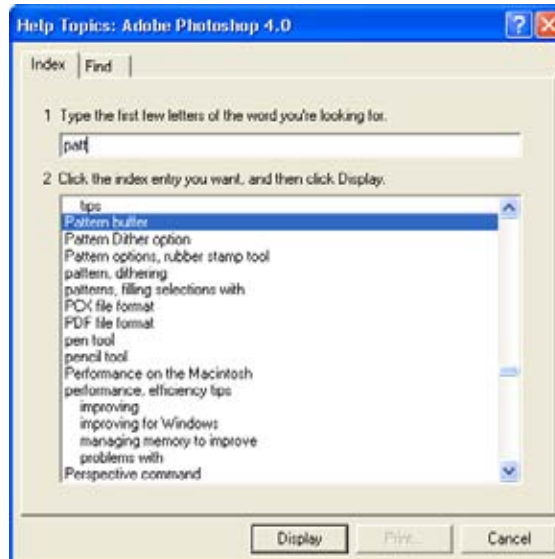 Help Topics: Adobe Photoshop 4.0
Index
Find
1 Type the first few letters of the word you're looking for.
patt
2 Click the index entry you want, and then click Display.
tips
Pattern buffer
Pattern Dither option
Pattern options, rubber stamp tool
pattern, dithering
patterns, filling selections with
PCX file format
PDF file format
pen tool
pencil tool
Performance on the Macintosh
performance, efficiency tips
improving
improving for Windows
managing memory to improve
problems with
Perspective command
Display
Print...
Cancel